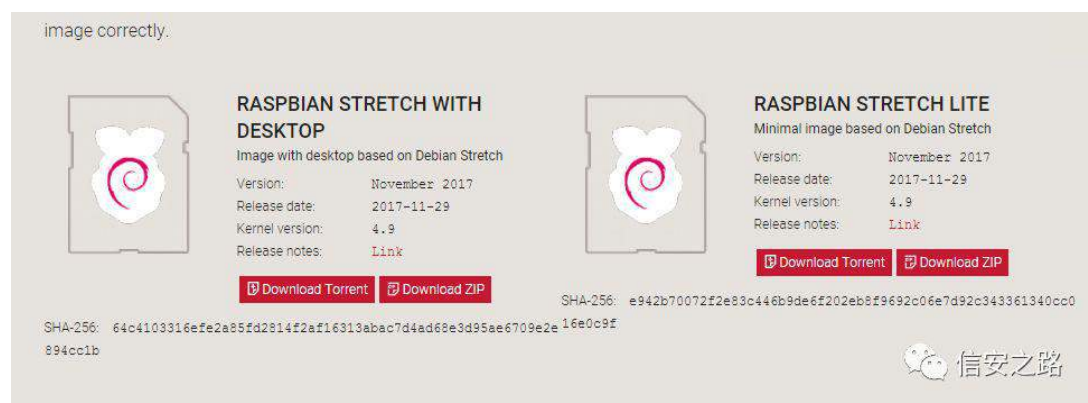 image correctly.
RASPBIAN STRETCH WITH
DESKTOP
Image with desktop based on Debian Stretch
Version: November 2017
Release date: 2017-11-29
Kernel version: 4.9
Release notes: Link
Download Torrent Download ZIP
SHA-256: 64c4103316efe2a85fd2814f2af16313abac7d4ad68e3d95ae6709e2e
894cc1b
RASPBIAN STRETCH LITE
Minimal image based on Debian Stretch
Version: November 2017
Release date: 2017-11-29
Kernel version: 4.9
Release notes: Link
Download Torrent Download ZIP
SHA-256: e942b70072f2e83c446b9de6f202eb8f9692c06e7d92c343361340cc0
16e0c9f
信安之路